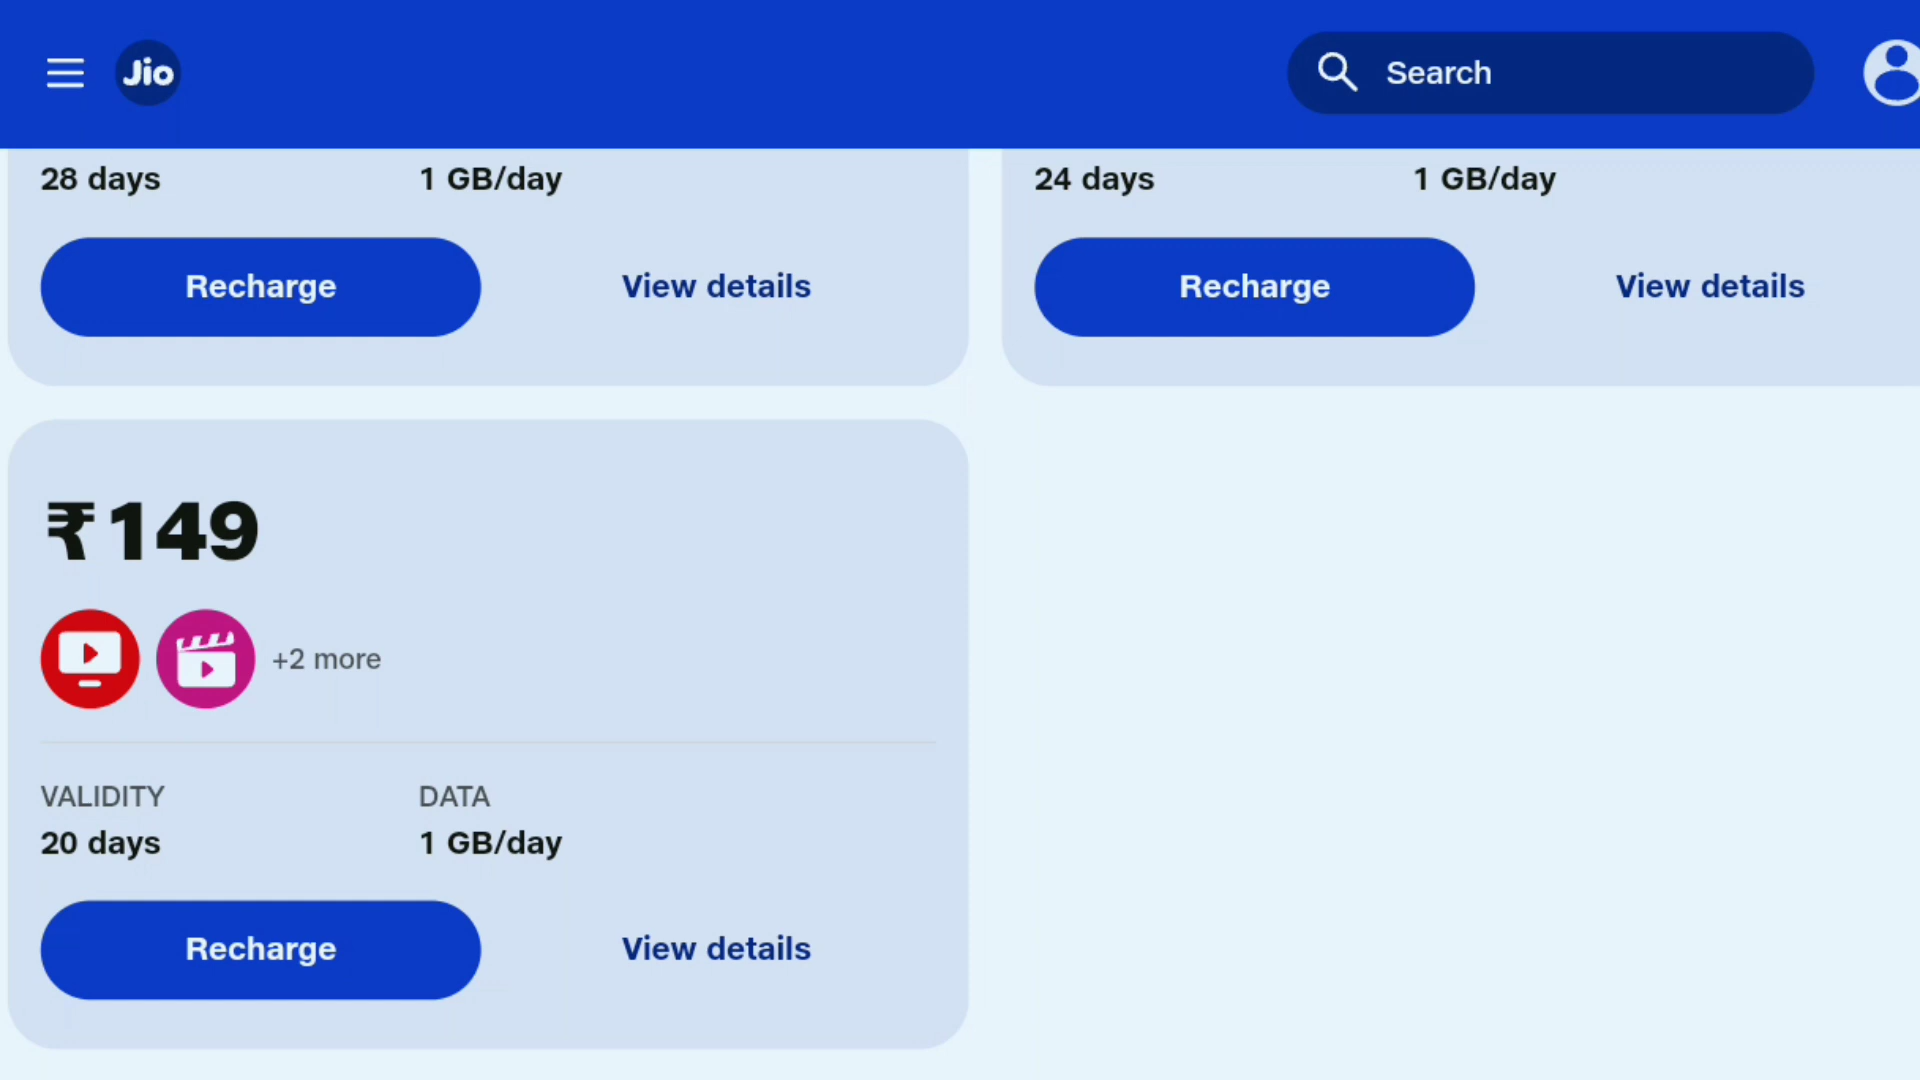 Jio
Search
28 days 1 GB/day
24 days 1 GB/day
Recharge View details
Recharge View details
₹149
+2 more
VALIDITY DATA
20 days 1 GB/day
Recharge View details